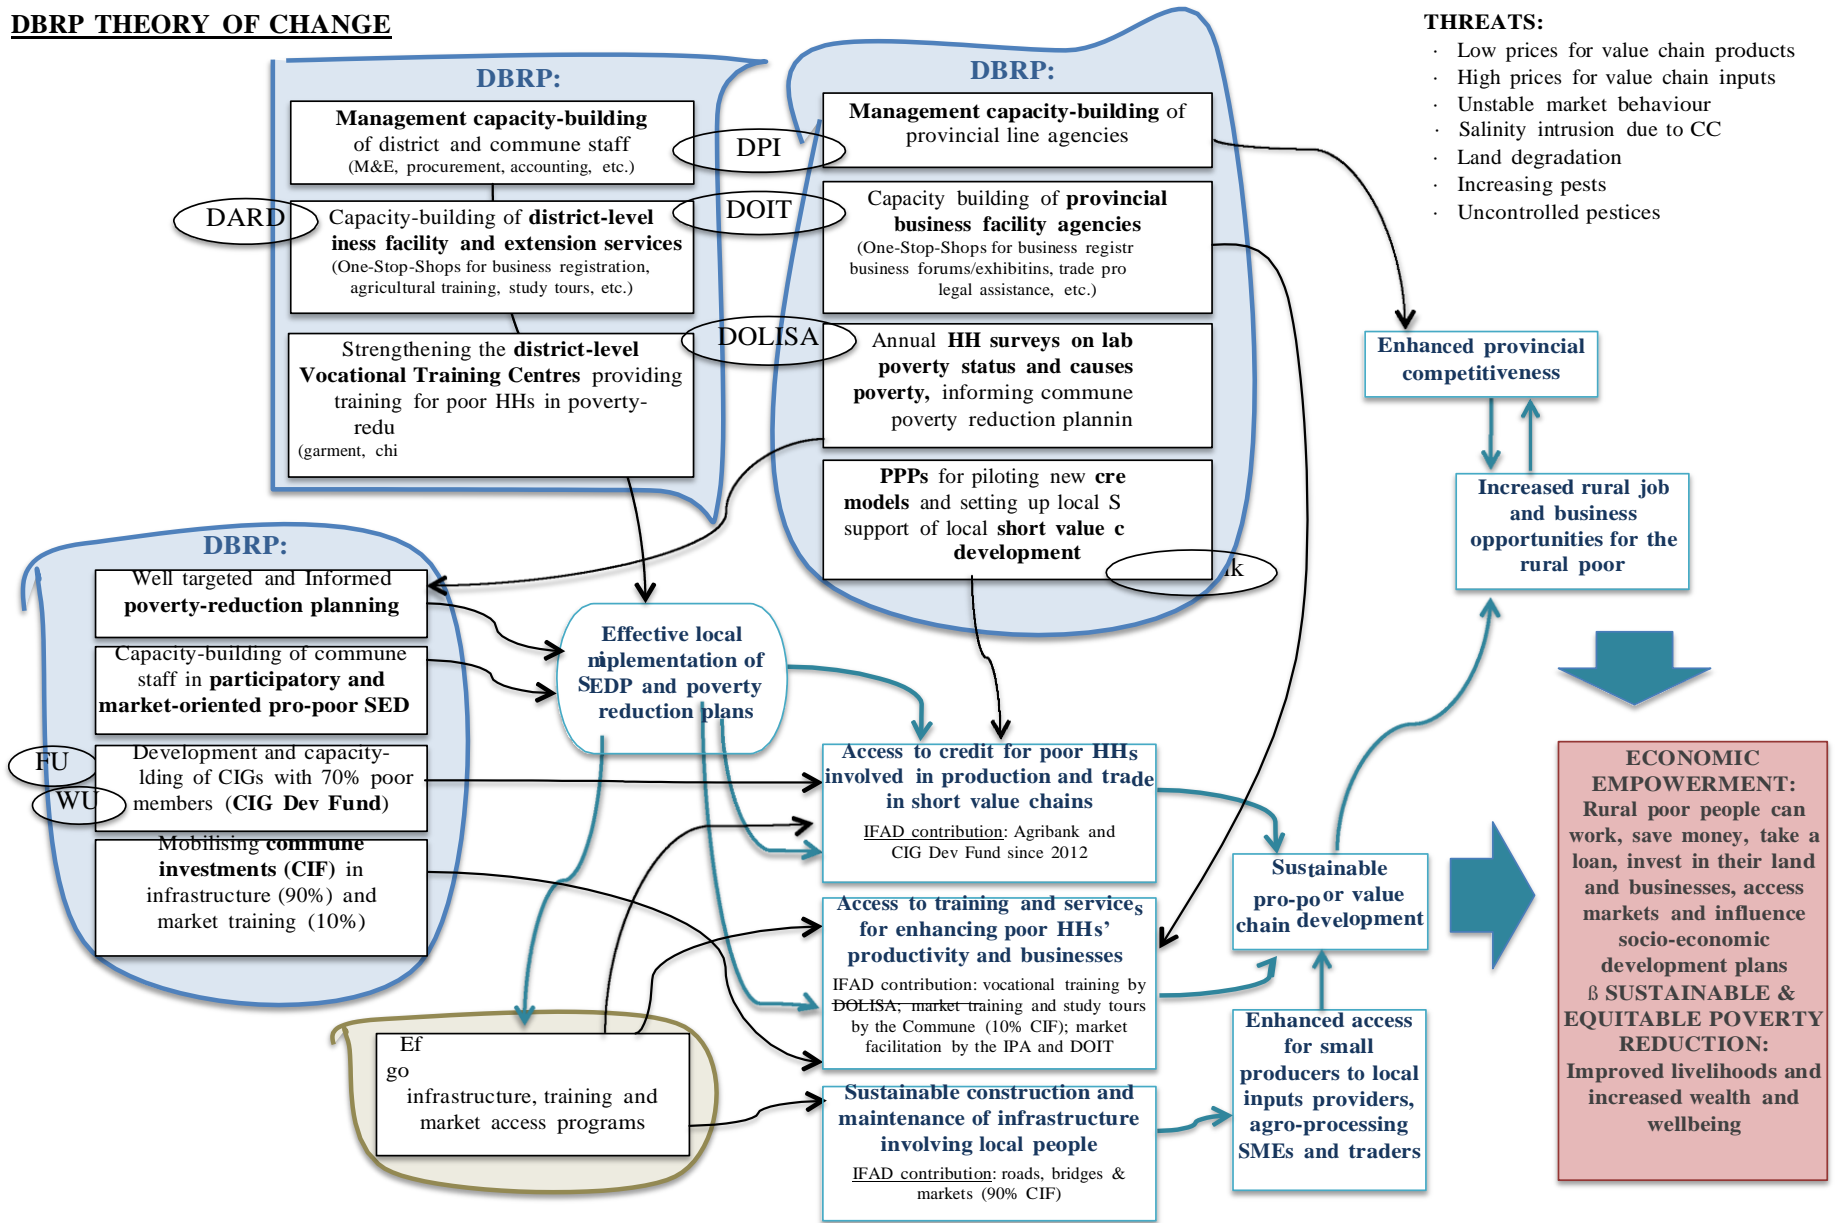 DBRP THEORY OF CHANGE
THREATS:
· Low prices for value chain products
· High prices for value chain inputs
· Unstable market behaviour
· Salinity intrusion due to CC
· Land degradation
· Increasing pests
· Uncontrolled pestices
DBRP:
Management capacity-building
of district and commune staff
(M&E, procurement, accounting, etc.)
DARD
Capacity-building of district-level
iness facility and extension services
(One-Stop-Shops for business registration,
agricultural training, study tours, etc.)
Strengthening the district-level
Vocational Training Centres providing
training for poor HHs in poverty-
redu
(garment, chi
DBRP:
DPI
Management capacity-building of
provincial line agencies
DOIT
Capacity building of provincial
business facility agencies
(One-Stop-Shops for business registr
business forums/exhibitins, trade pro
legal assistance, etc.)
DOLISA
Annual HH surveys on lab
poverty status and causes
poverty, informing commune
poverty reduction plannin
PPPs for piloting new cre
models and setting up local S
support of local short value c
development
Enhanced provincial
competitiveness
Increased rural job
and business
opportunities for the
rural poor
DBRP:
Well targeted and Informed
poverty-reduction planning
Capacity-building of commune
staff in participatory and
market-oriented pro-poor SED
FU
WU
Development and capacity-
lding of CIGs with 70% poor
members (CIG Dev Fund)
Mobilising commune
investments (CIF) in
infrastructure (90%) and
market training (10%)
Effective local
mplementation of
SEDP and poverty
reduction plans
Access to credit for poor HHs
involved in production and trade
in short value chains
IFAD contribution: Agribank and
CIG Dev Fund since 2012
Access to training and services
for enhancing poor HHs’
productivity and businesses
IFAD contribution: vocational training by
DOLISA; market training and study tours
by the Commune (10% CIF); market
facilitation by the IPA and DOIT
Ef
go
infrastructure, training and
market access programs
Sustainable construction and
maintenance of infrastructure
involving local people
IFAD contribution: roads, bridges &
markets (90% CIF)
Sustainable
pro-poor value
chain development
Enhanced access
for small
producers to local
inputs providers,
agro-processing
SMEs and traders
ECONOMIC
EMPOWERMENT:
Rural poor people can
work, save money, take a
loan, invest in their land
and businesses, access
markets and influence
socio-economic
development plans
ß SUSTAINABLE &
EQUITABLE POVERTY
REDUCTION:
Improved livelihoods and
increased wealth and
wellbeing